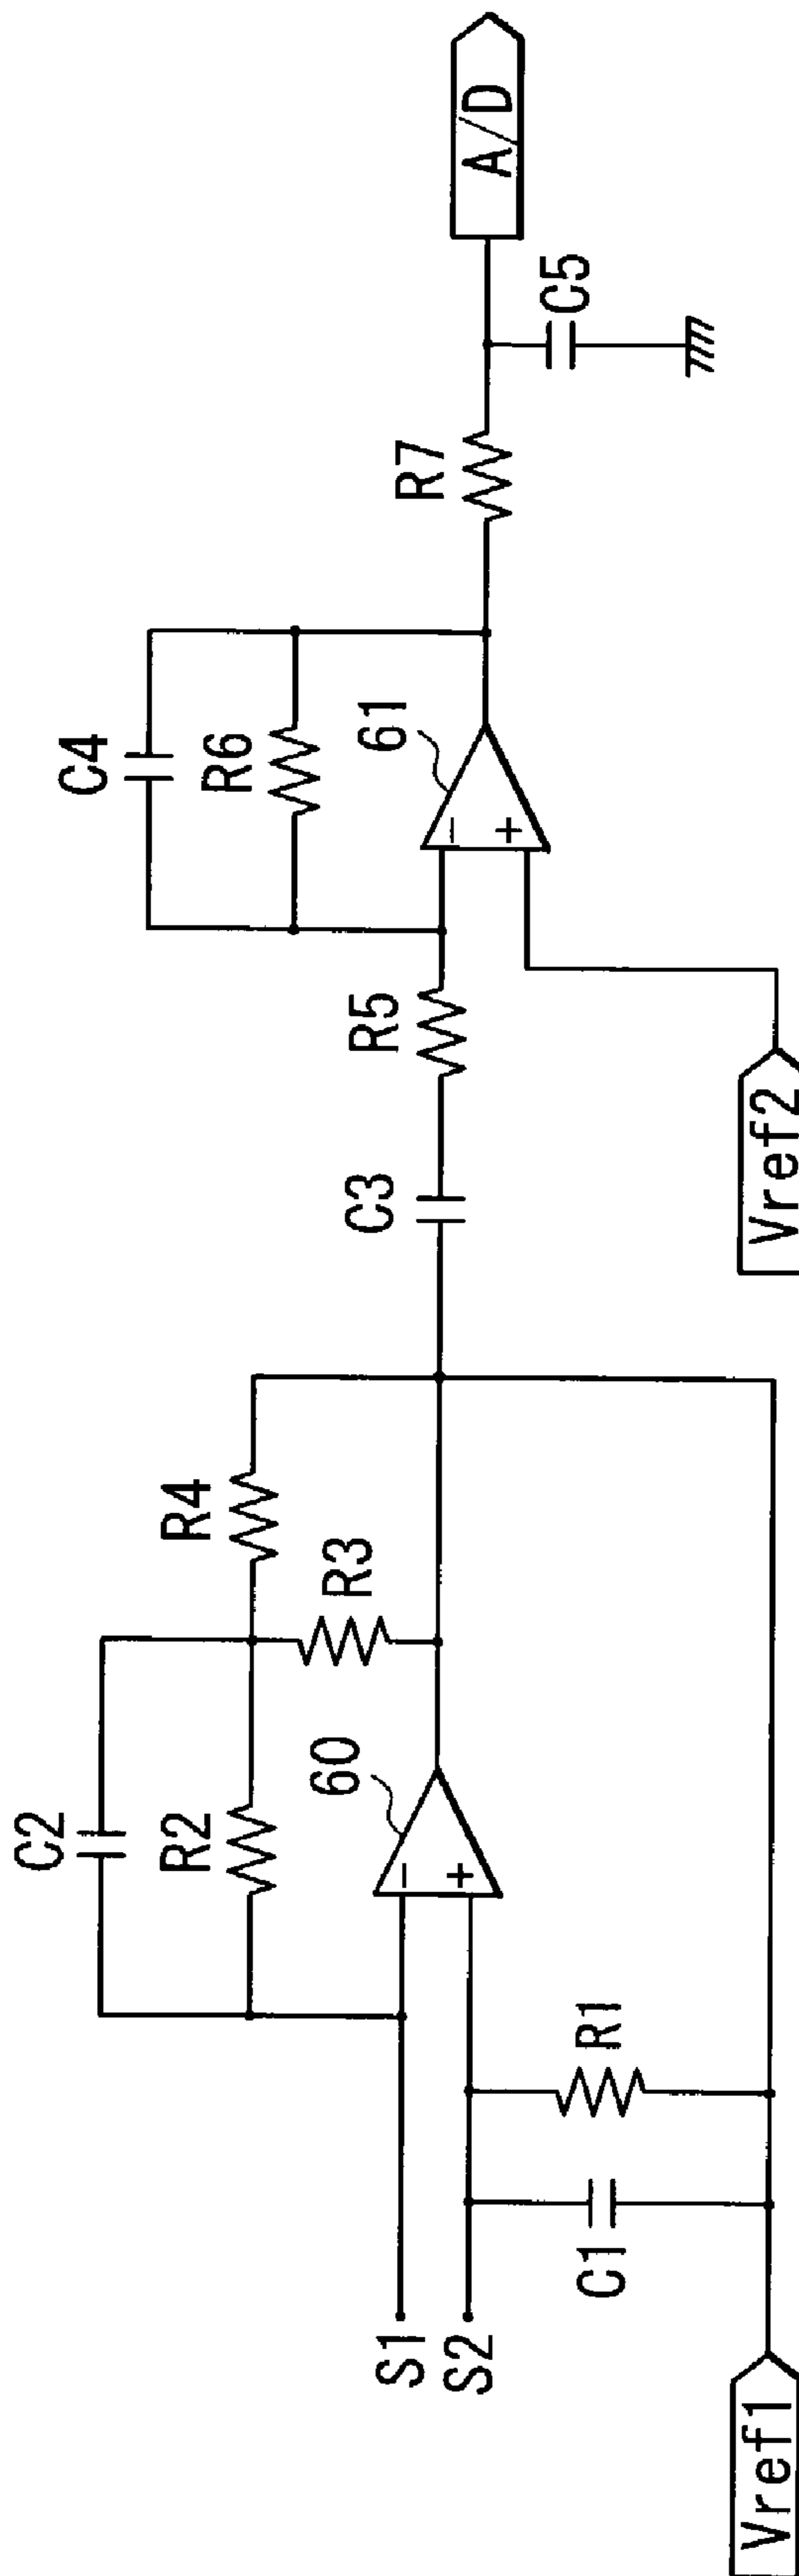 C2
R2
R4
R3
60
S1
S2
C1
R1
Vref1
C3
R5
C4
R6
61
Vref2
R7
C5
A/D
−
+
−
+